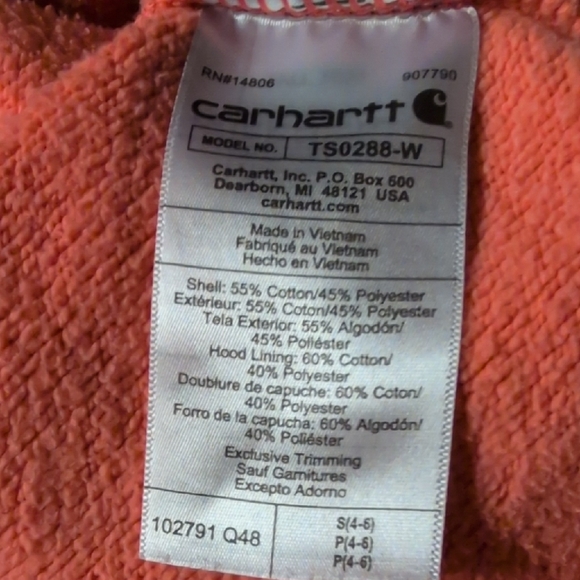 RN#14806 907790
carhartt
MODEL NO. TS0288-W
Carhartt, Inc. P.O. Box 600
Dearborn, MI 48121 USA
carhartt.com
Made in Vietnam
Fabriqué au Vietnam
Hecho en Vietnam
Shell: 55% Cotton/45% Polyester
Extérieur: 55% Coton/45% Polyester
Tela Exterior: 55% Algodón/
45% Poliéster
Hood Lining: 60% Cotton/
40% Polyester
Doublure de capuche: 60% Coton/
40% Polyester
Forro de la capucha: 60% Algodón/
40% Poliéster
Exclusive Trimming
Sauf Garnitures
Excepto Adorno
102791 Q48
S(4-6)
P(4-6)
P(4-6)